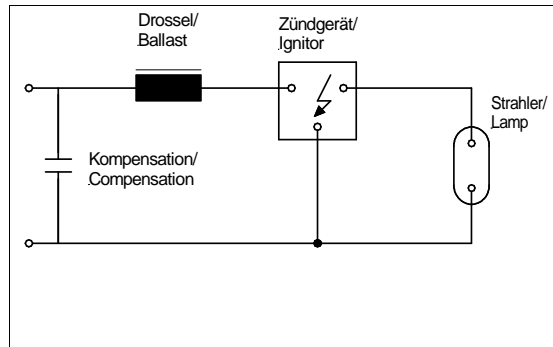 Drossel/
Ballast
Zündgerät/
Ignitor
Strahler/
Lamp
Kompensation/
Compensation